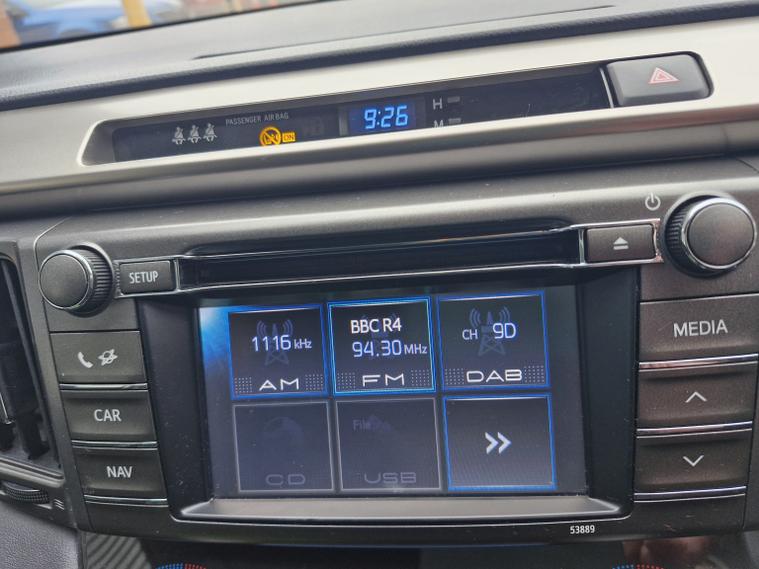 PASSENGER AIR BAG
ON
9:26
H
M
SETUP
MEDIA
CAR
NAV
1116 kHz
AM
BBC R4
94.30 MHz
FM
CH 9D
DAB
CD
File
USB
53889